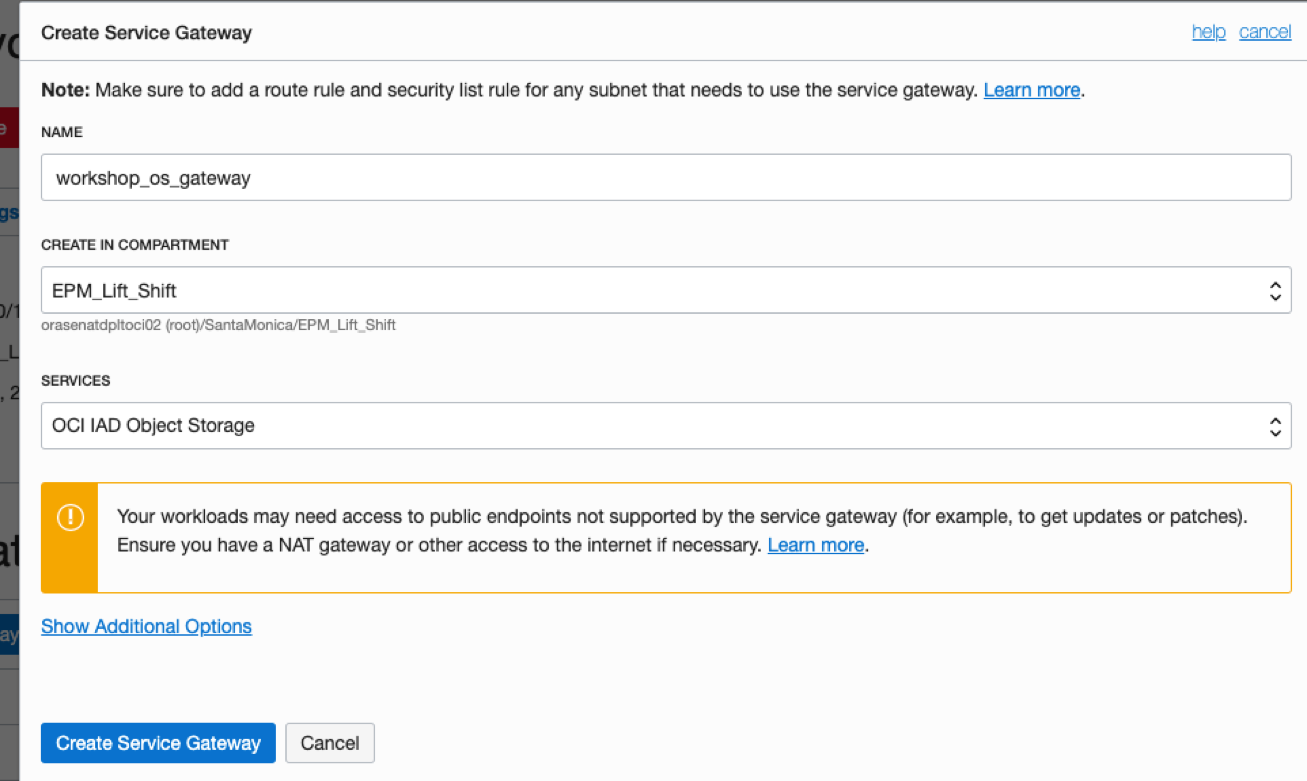 Create Service Gateway
help cancel
Note: Make sure to add a route rule and security list rule for any subnet that needs to use the service gateway. Learn more.
NAME
workshop_os_gateway
CREATE IN COMPARTMENT
EPM_Lift_Shift
orasenatdpltoci02 (root)/SantaMonica/EPM_Lift_Shift
SERVICES
OCI IAD Object Storage
Your workloads may need access to public endpoints not supported by the service gateway (for example, to get updates or patches).
Ensure you have a NAT gateway or other access to the internet if necessary. Learn more.
Show Additional Options
Create Service Gateway
Cancel